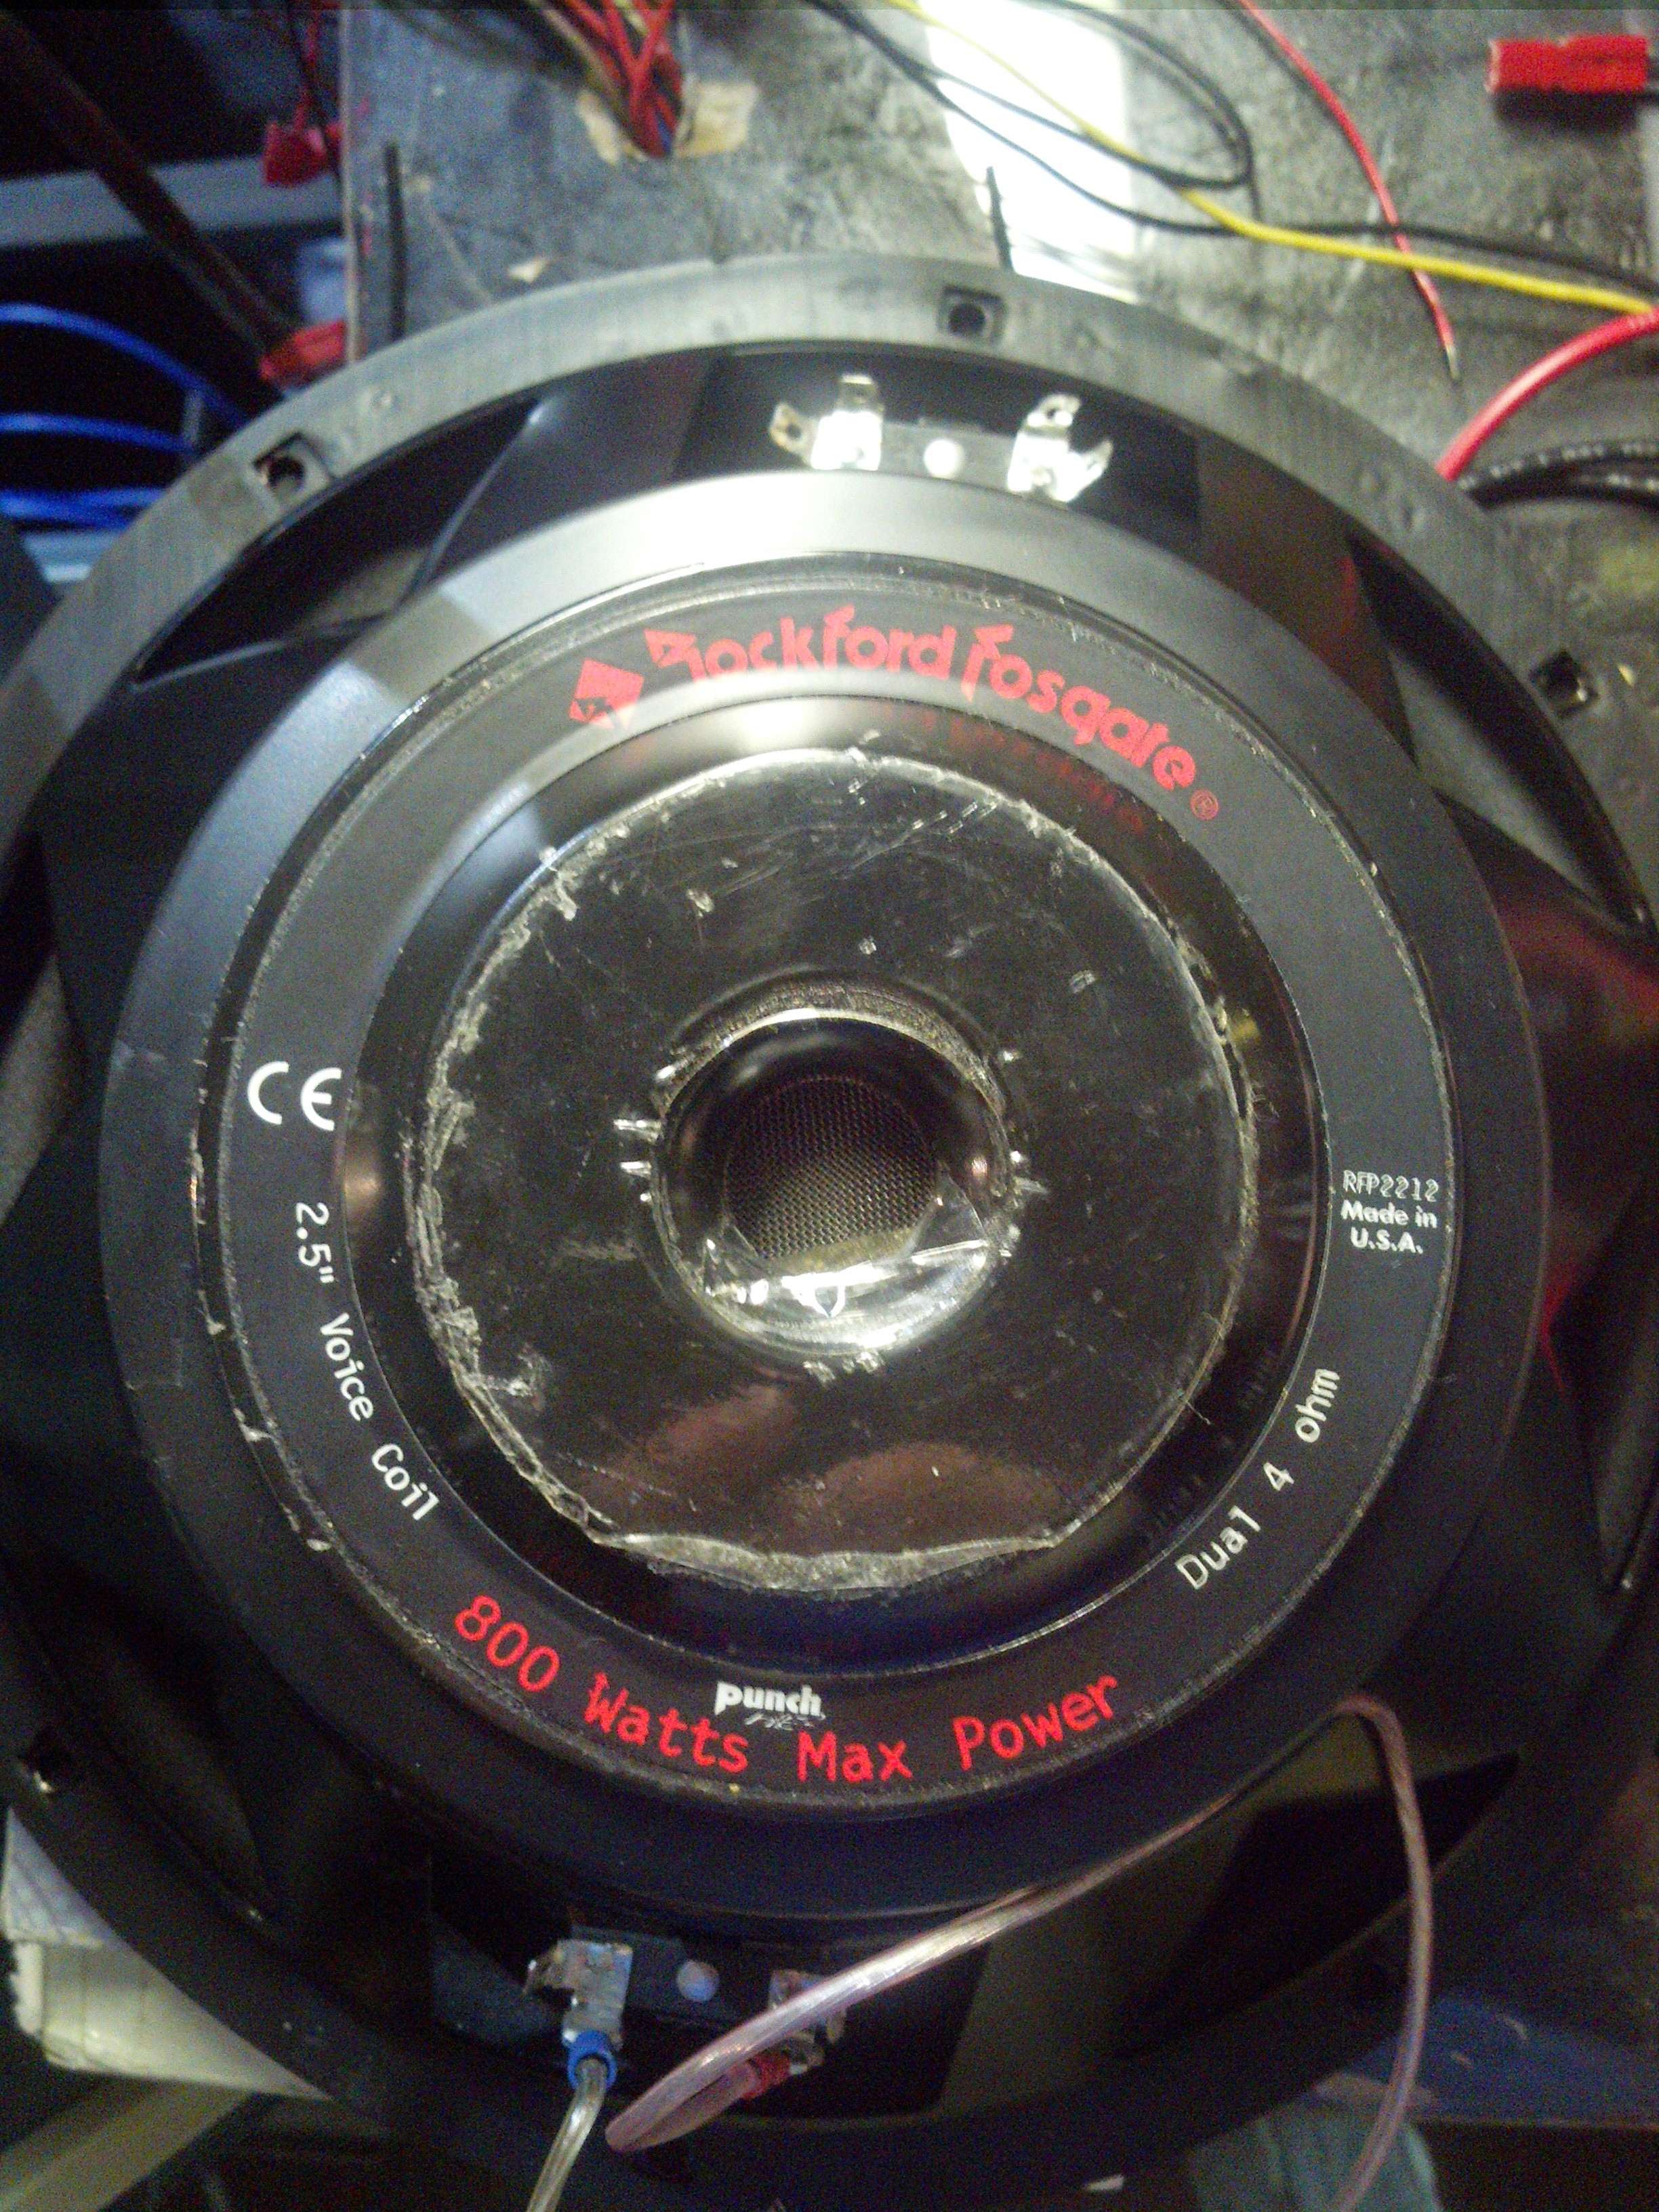 Rockford Fosgate®
CE
RFP2212
Made in
U.S.A.
2.5" Voice Coil
Dual 4 ohm
punch
800 Watts Max Power